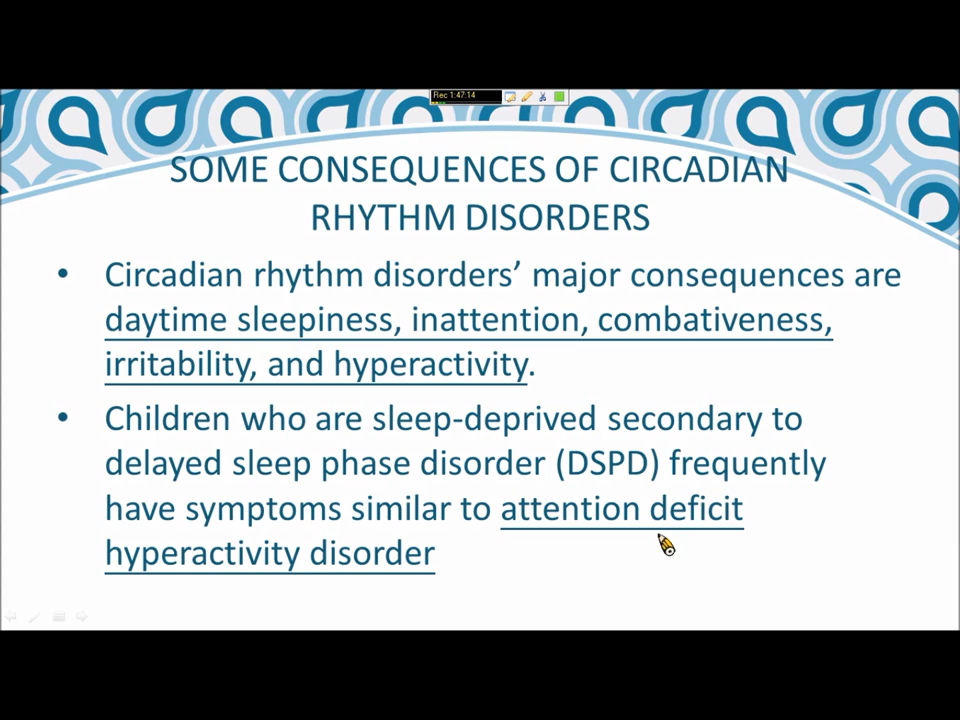 Rec 1:47:14
SOME CONSEQUENCES OF CIRCADIAN
RHYTHM DISORDERS
• Circadian rhythm disorders’ major consequences are
daytime sleepiness, inattention, combativeness,
irritability, and hyperactivity.
• Children who are sleep-deprived secondary to
delayed sleep phase disorder (DSPD) frequently
have symptoms similar to attention deficit
hyperactivity disorder